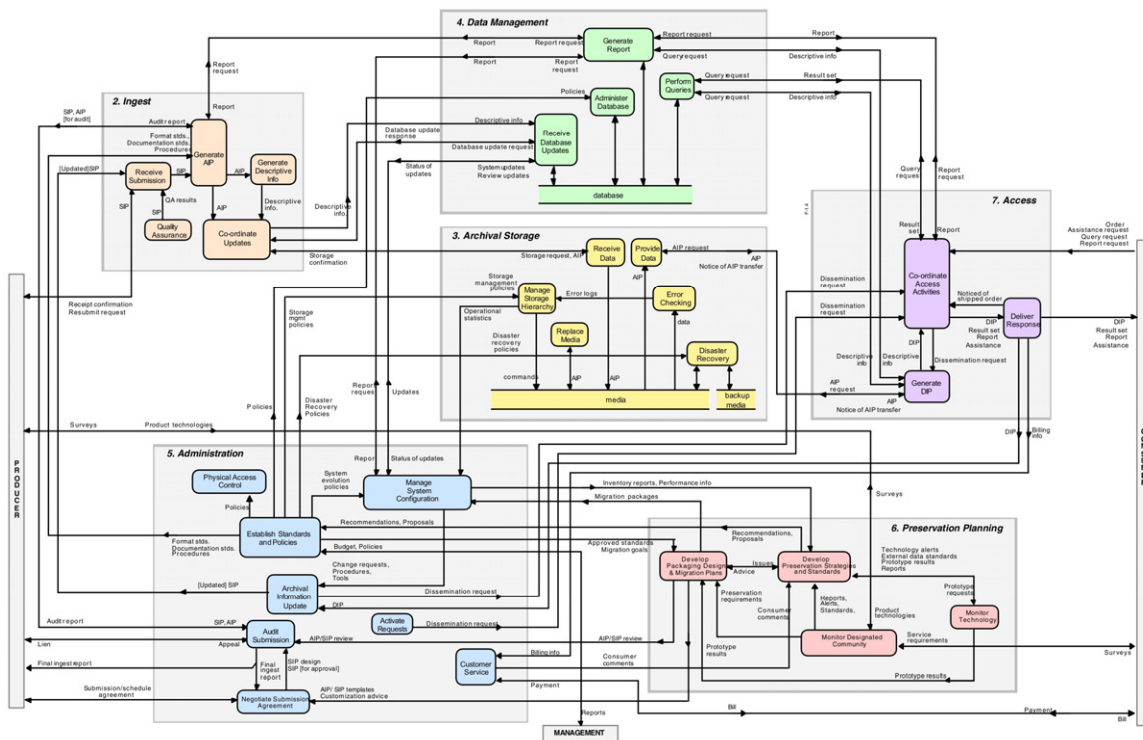 4. Data Management
Generate
Report
Report request
Report
Report request
Report
Report
request
Report request
Report
Query request
Descriptive info
Perform
Queries
Query request
Result set
Query request
Descriptive info
Policies
Administer
Database
Receive
Database
Updates
Descriptive info
Database update
response
Database update request
Status of
updates
System updates
Review updates
database
Report
request
2. Ingest
Report
SIP, AIP
[for audit]
Audit report
Format stds.,
Documentation stds.
Procedures
Generate
AIP
Generate
Descriptive Info
[Updated] SIP
Receive
Submission
SIP
AIP
SIP
QA results
SIP
AIP
Descriptive
info.
Quality
Assurance
Co-ordinate
Updates
Descriptive
info.
Storage
confirmation
3. Archival Storage
Receive
Data
Provide
Data
Storage request, AIP
AIP request
AIP
Notice of AIP transfer
AIP
Storage
management
policies
Manage
Storage
Hierarchy
Error logs
Error
Checking
Operational
statistics
Storage
mgmt
policies
Replace
Media
data
Disaster
recovery
policies
Disaster
Recovery
commands
AIP
AIP
media
backup
media
Receipt confirmation
Resubmit request
Query
request
Report
request
7. Access
Result
set
Report
Order
Assistance request
Query request
Report request
Co-ordinate
Access
Activities
Dissemination
request
Dissemination
request
Noticed of
shipped order
Deliver
Response
DIP
Result set
Report
Assistance
DIP
Result set
Report
Assistance
DIP
Descriptive
info
Descriptive
info
Dissemination request
Generate
DIP
AIP
request
AIP
Notice of AIP transfer
DIP
Billing
info
Report
request
Updates
Policies
Disaster
Recovery
Policies
Surveys
Product technologies
PRODUCER
5. Administration
Report
Status of updates
Physical Access
Control
System
evolution
policies
Manage
System
Configuration
Policies
Inventory reports, Performance info
Migration packages
Surveys
Establish Standards
and Policies
Recommendations, Proposals
Format stds.
Documentation stds.
Procedures
Budget, Policies
Approved standards
Migration goals
Change requests,
Procedures,
Tools
[Updated] SIP
Archival
Information
Update
Dissemination request
DIP
Activate
Requests
Dissemination request
Audit report
SIP, AIP
Audit
Submission
Lien
Appeal
AIP/SIP review
AIP/SIP review
Final ingest report
Final
ingest
report
SIP design
SIP [for approval]
Billing info
Customer
Service
Consumer
comments
Payment
Submission/schedule
agreement
Negotiate Submission
Agreement
AIP/ SIP templates
Customization advice
Reports
MANAGEMENT
6. Preservation Planning
Recommendations,
Proposals
Technology alerts
External data standards
Prototype results
Reports
Develop
Packaging Design
& Migration Plans
Issues
Advice
Develop
Preservation Strategies
and Standards
Prototype
requests
Preservation
requirements
Consumer
comments
Reports,
Alerts,
Standards,
Product
technologies
Monitor
Technology
Monitor Designated
Community
Service
requirements
Surveys
Prototype
results
Prototype results
Bill
Payment
Bill